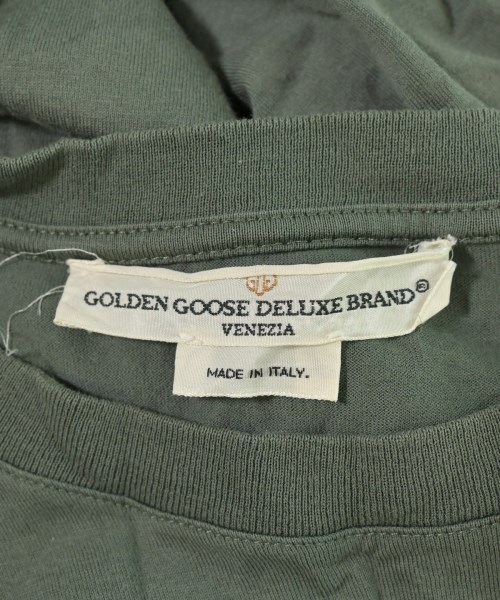 GOLDEN GOOSE DELUXE BRAND®
VENEZIA
MADE IN ITALY.